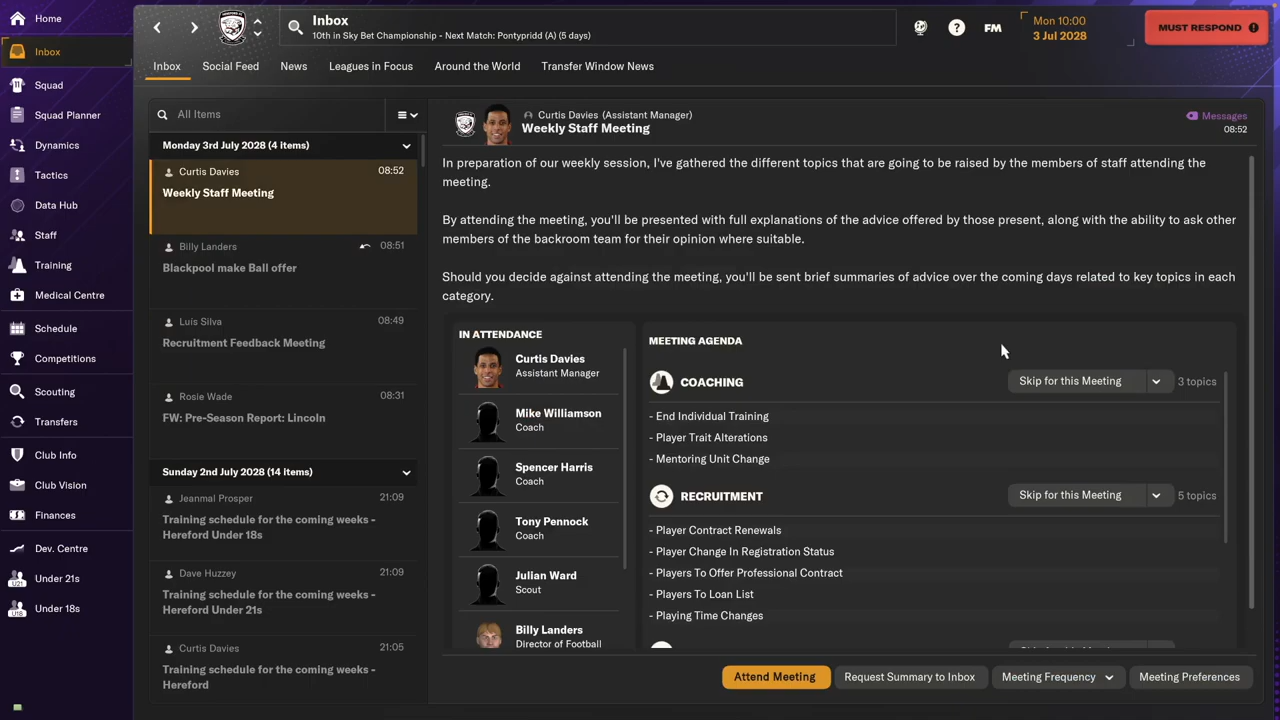 Home
Inbox
Squad
Squad Planner
Dynamics
Tactics
Data Hub
Staff
Training
Medical Centre
Schedule
Competitions
Scouting
Transfers
Club Info
Club Vision
Finances
Dev. Centre
Under 21s
Under 18s
Inbox
10th in Sky Bet Championship - Next Match: Pontypridd (A) (5 days)
FM
Mon 10:00
3 Jul 2028
MUST RESPOND
Inbox Social Feed News Leagues in Focus Around the World Transfer Window News
All Items
Monday 3rd July 2028 (4 items)
Curtis Davies 08:52
Weekly Staff Meeting
Billy Landers 08:51
Blackpool make Ball offer
Luís Silva 08:49
Recruitment Feedback Meeting
Rosie Wade 08:31
FW: Pre-Season Report: Lincoln
Sunday 2nd July 2028 (14 items)
Jeanmal Prosper 21:09
Training schedule for the coming weeks -
Hereford Under 18s
Dave Huzzey 21:09
Training schedule for the coming weeks -
Hereford Under 21s
Curtis Davies 21:05
Training schedule for the coming weeks -
Hereford
Curtis Davies (Assistant Manager)
Weekly Staff Meeting
Messages
08:52
In preparation of our weekly session, I've gathered the different topics that are going to be raised by the members of staff attending the
meeting.
By attending the meeting, you'll be presented with full explanations of the advice offered by those present, along with the ability to ask other
members of the backroom team for their opinion where suitable.
Should you decide against attending the meeting, you'll be sent brief summaries of advice over the coming days related to key topics in each
category.
IN ATTENDANCE
Curtis Davies
Assistant Manager
Mike Williamson
Coach
Spencer Harris
Coach
Tony Pennock
Coach
Julian Ward
Scout
Billy Landers
Director of Football
MEETING AGENDA
COACHING Skip for this Meeting 3 topics
- End Individual Training
- Player Trait Alterations
- Mentoring Unit Change
RECRUITMENT Skip for this Meeting 5 topics
- Player Contract Renewals
- Player Change In Registration Status
- Players To Offer Professional Contract
- Players To Loan List
- Playing Time Changes
Attend Meeting Request Summary to Inbox Meeting Frequency Meeting Preferences